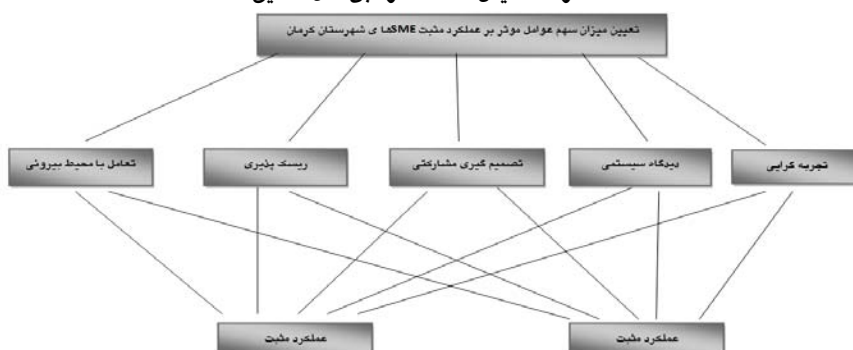 تعیین میزان سهم عوامل موثر بر عملکرد مثبت SMEها ی شهرستان کرمان
تجربه گرایی
دیدگاه سیستمی
تصمیم گیری مشارکتی
ریسک پذیری
تعامل با محیط بیرونی
عملکرد مثبت
عملکرد مثبت